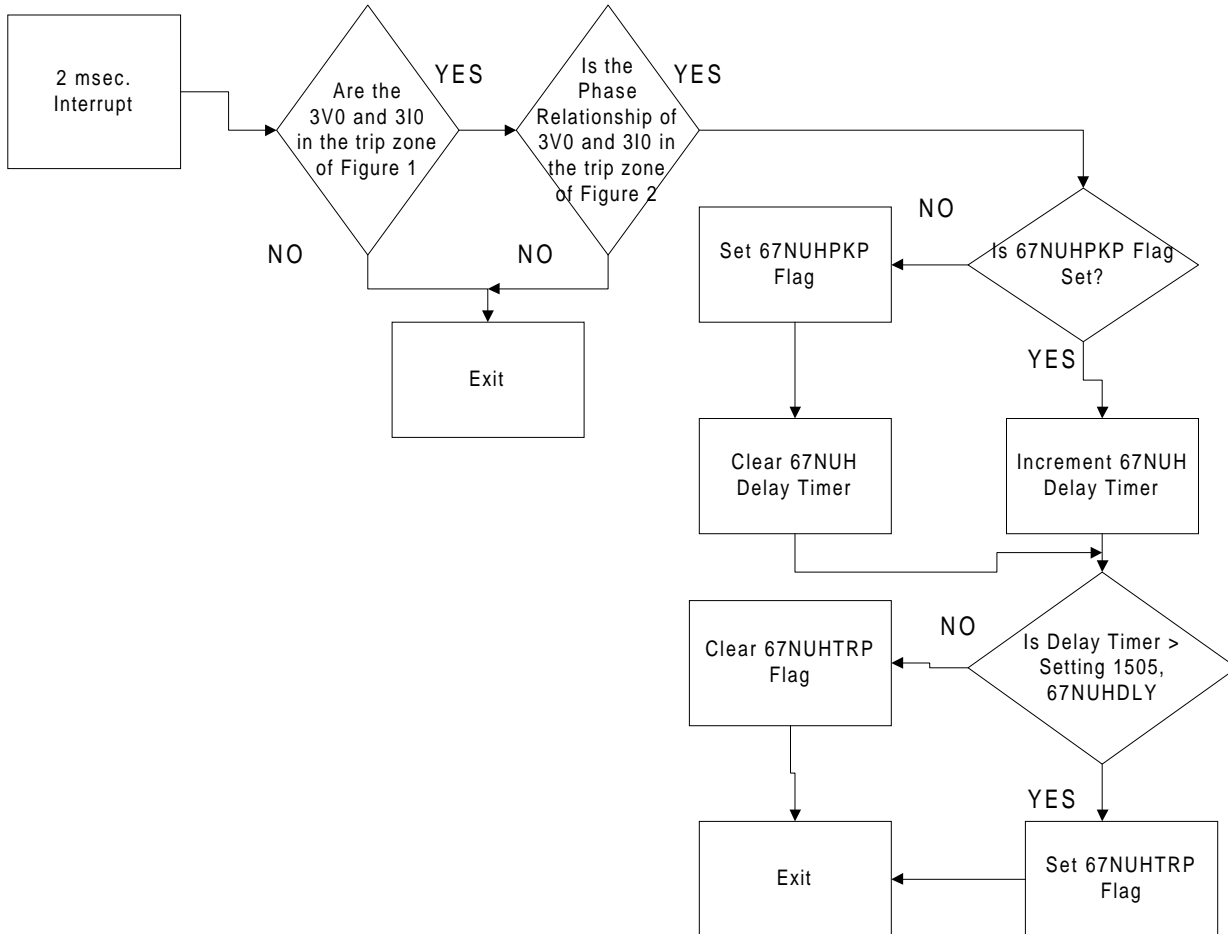 2 msec.
Interrupt
Are the
3V0 and 3I0
in the trip zone
of Figure 1
YES
NO
Is the
Phase
Relationship of
3V0 and 3I0 in
the trip zone
of Figure 2
YES
NO
Exit
Is 67NUHPKP Flag
Set?
NO
YES
Set 67NUHPKP
Flag
Clear 67NUH
Delay Timer
Increment 67NUH
Delay Timer
Is Delay Timer >
Setting 1505,
67NUHDLY
NO
YES
Clear 67NUHTRP
Flag
Exit
Set 67NUHTRP
Flag